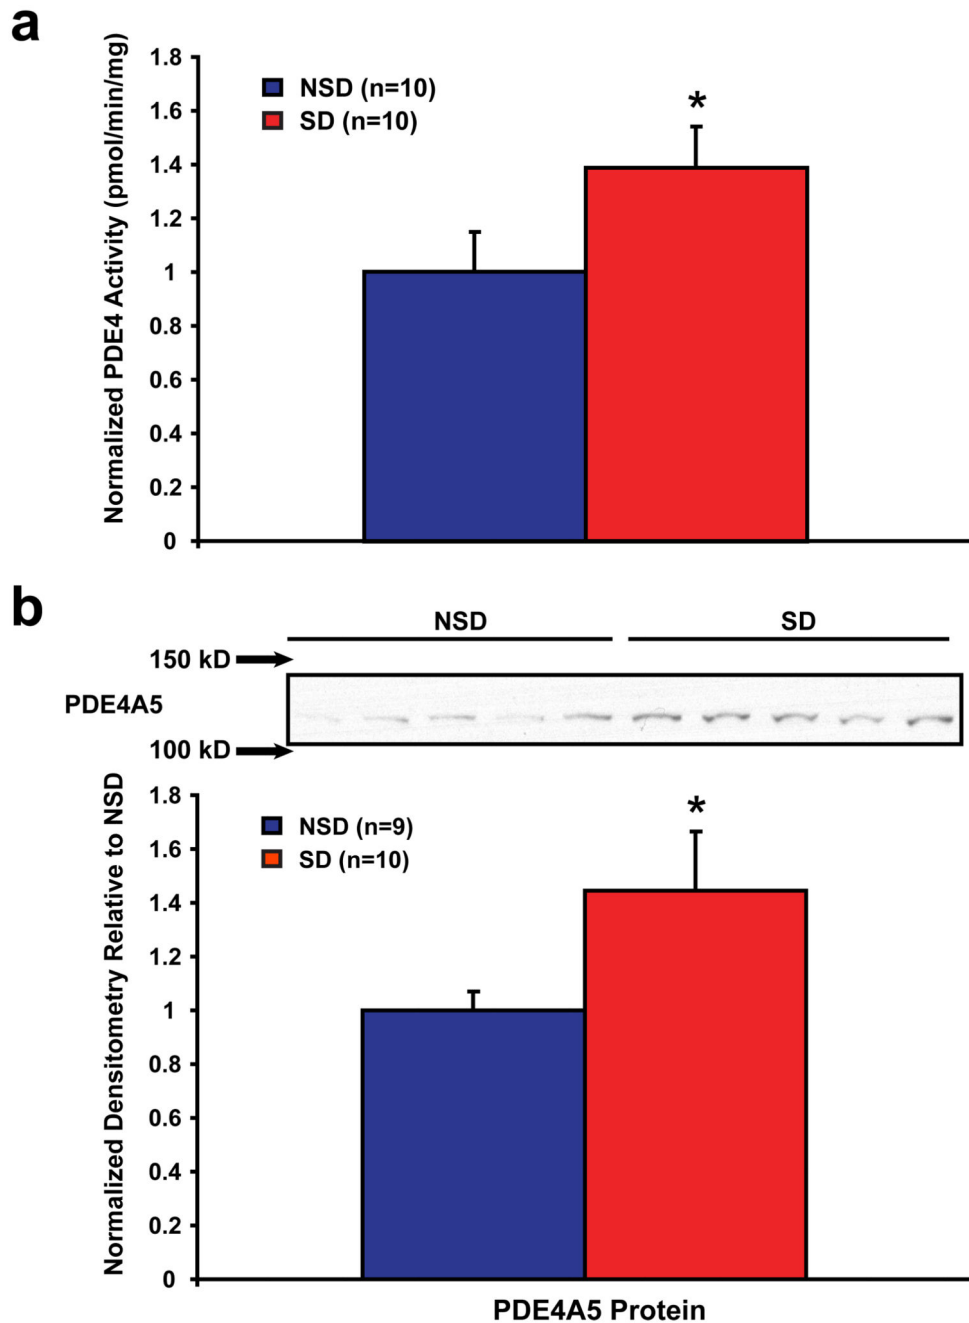 a
Normalized PDE4 Activity (pmol/min/mg)
1.8
1.6
1.4
1.2
1
0.8
0.6
0.4
0.2
0
NSD (n=10)
SD (n=10)
*
b
NSD SD
150 kD
PDE4A5
100 kD
Normalized Densitometry Relative to NSD
1.8
1.6
1.4
1.2
1
0.8
0.6
0.4
0.2
0
NSD (n=9)
SD (n=10)
*
PDE4A5 Protein